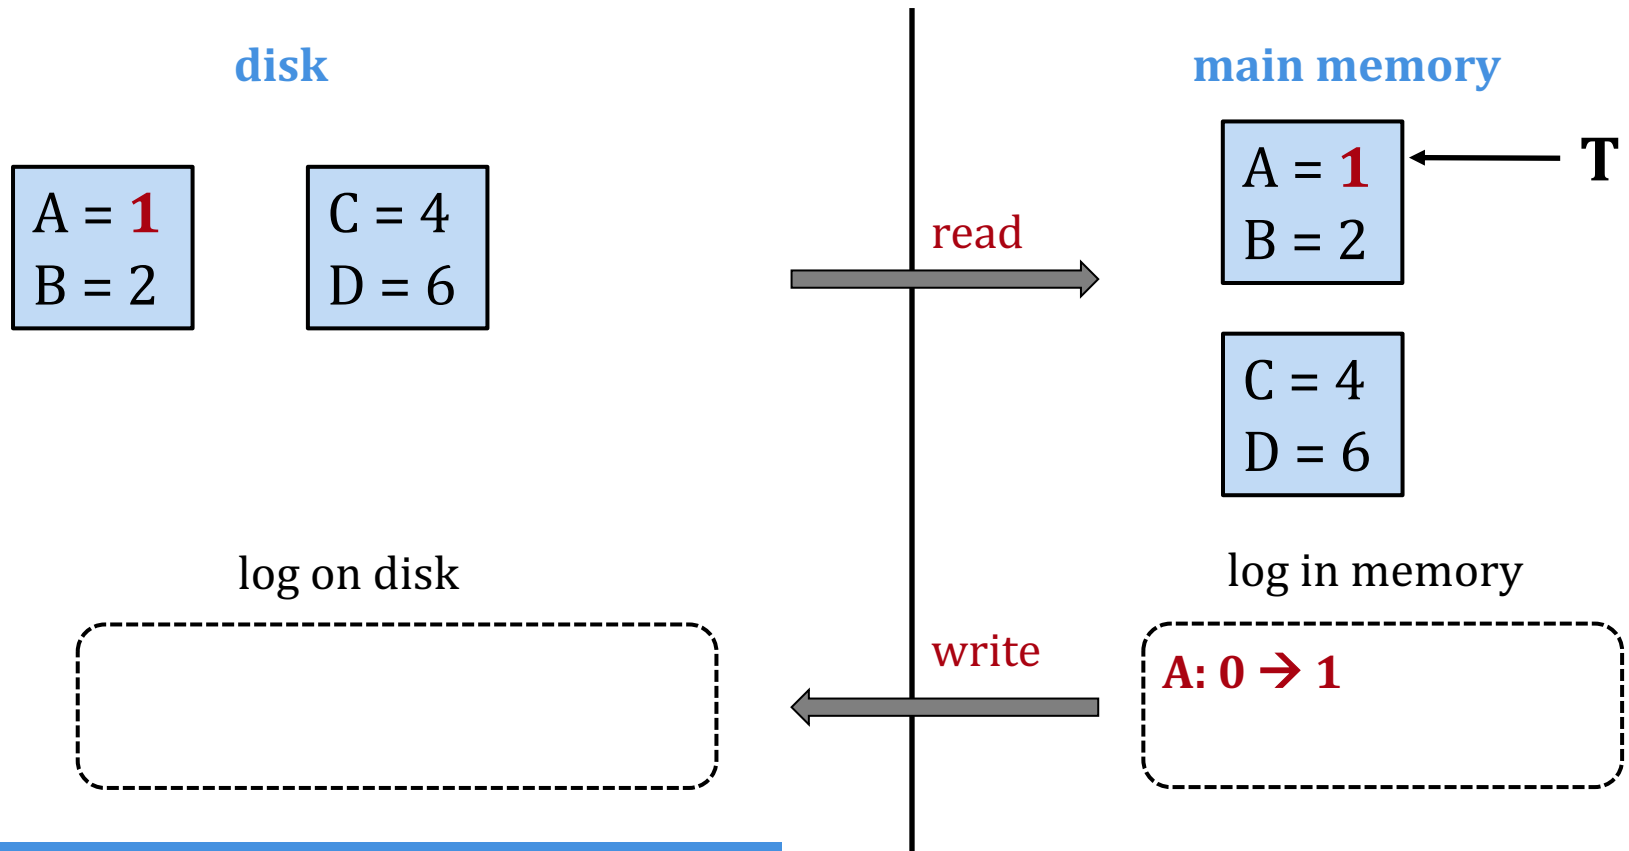 disk
main memory
A = 1
B = 2
C = 4
D = 6
read
A = 1
B = 2
T
C = 4
D = 6
log on disk
log in memory
write
A: 0 → 1